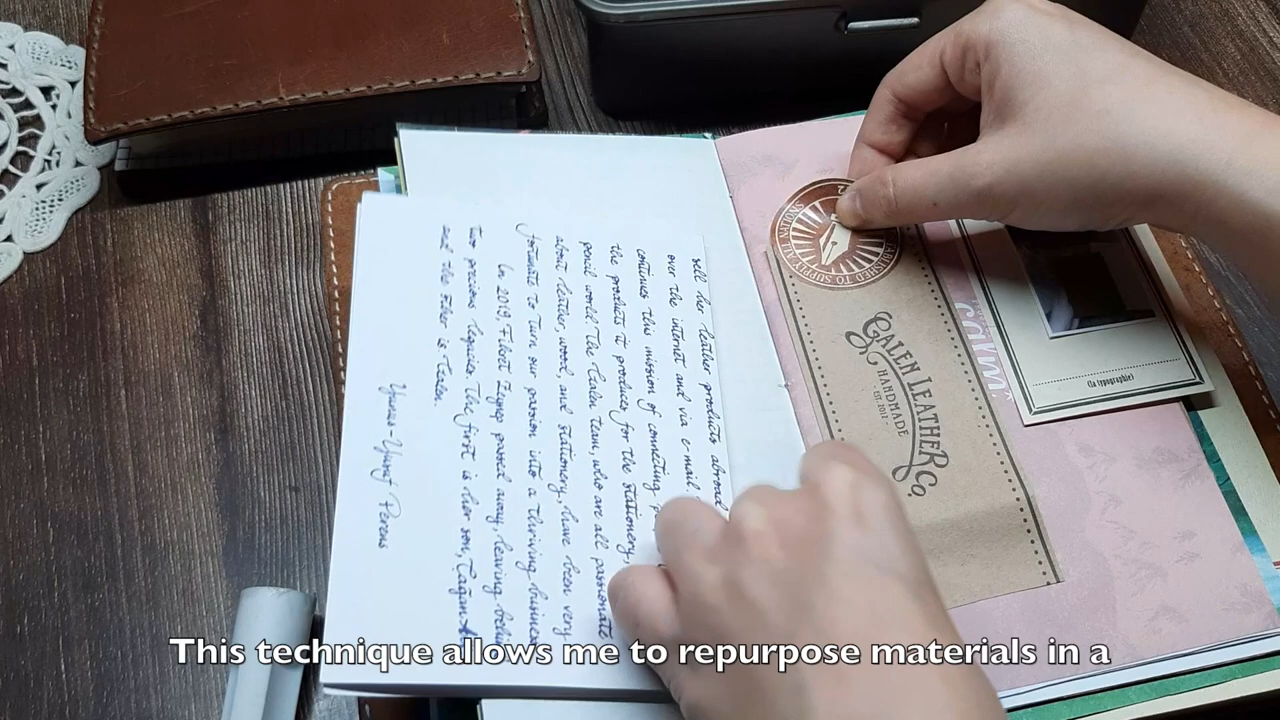 sell her leather products abroad
over the internet and via e-mail
continues this mission of connecting
the products it produces for the stationery,
pencil world. The Galen team, who are all passionate
about leather, wood, and stationery, have been very
fortunate to turn our passion into a thriving business
In 2019, Zeynep passed away, leaving behind
two precious legacies. The first is her son,
and the other is Galen.
ESTABLISHED TO SUPPLY ALL NATIONS
GALEN LEATHER CO
HANDMADE
· EST. 2012 ·
calm
(la typographie)
This technique allows me to repurpose materials in a